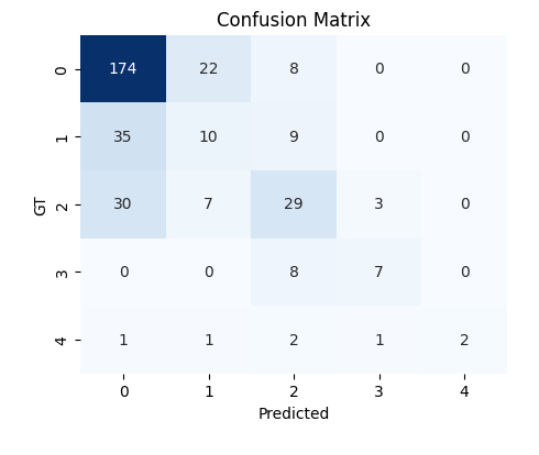 Confusion Matrix
0 174 22 8 0 0
1 35 10 9 0 0
GT
2 30 7 29 3 0
3 0 0 8 7 0
4 1 1 2 1 2
0 1 2 3 4
Predicted